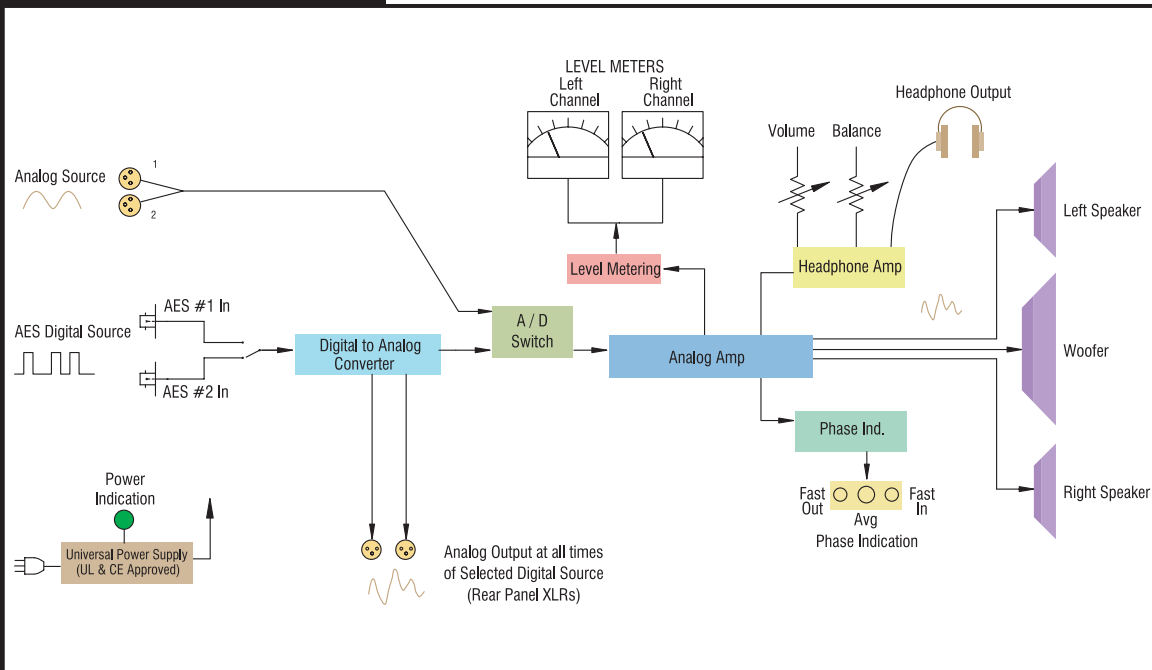 LEVEL METERS
Left
Channel
Right
Channel
Headphone Output
Volume
Balance
Analog Source
1
2
Left Speaker
Level Metering
Headphone Amp
AES #1 In
AES Digital Source
A / D
Switch
Digital to Analog
Converter
Analog Amp
Woofer
AES #2 In
Phase Ind.
Power
Indication
Fast
Out
Avg
Fast
In
Phase Indication
Right Speaker
Universal Power Supply
(UL & CE Approved)
Analog Output at all times
of Selected Digital Source
(Rear Panel XLRs)